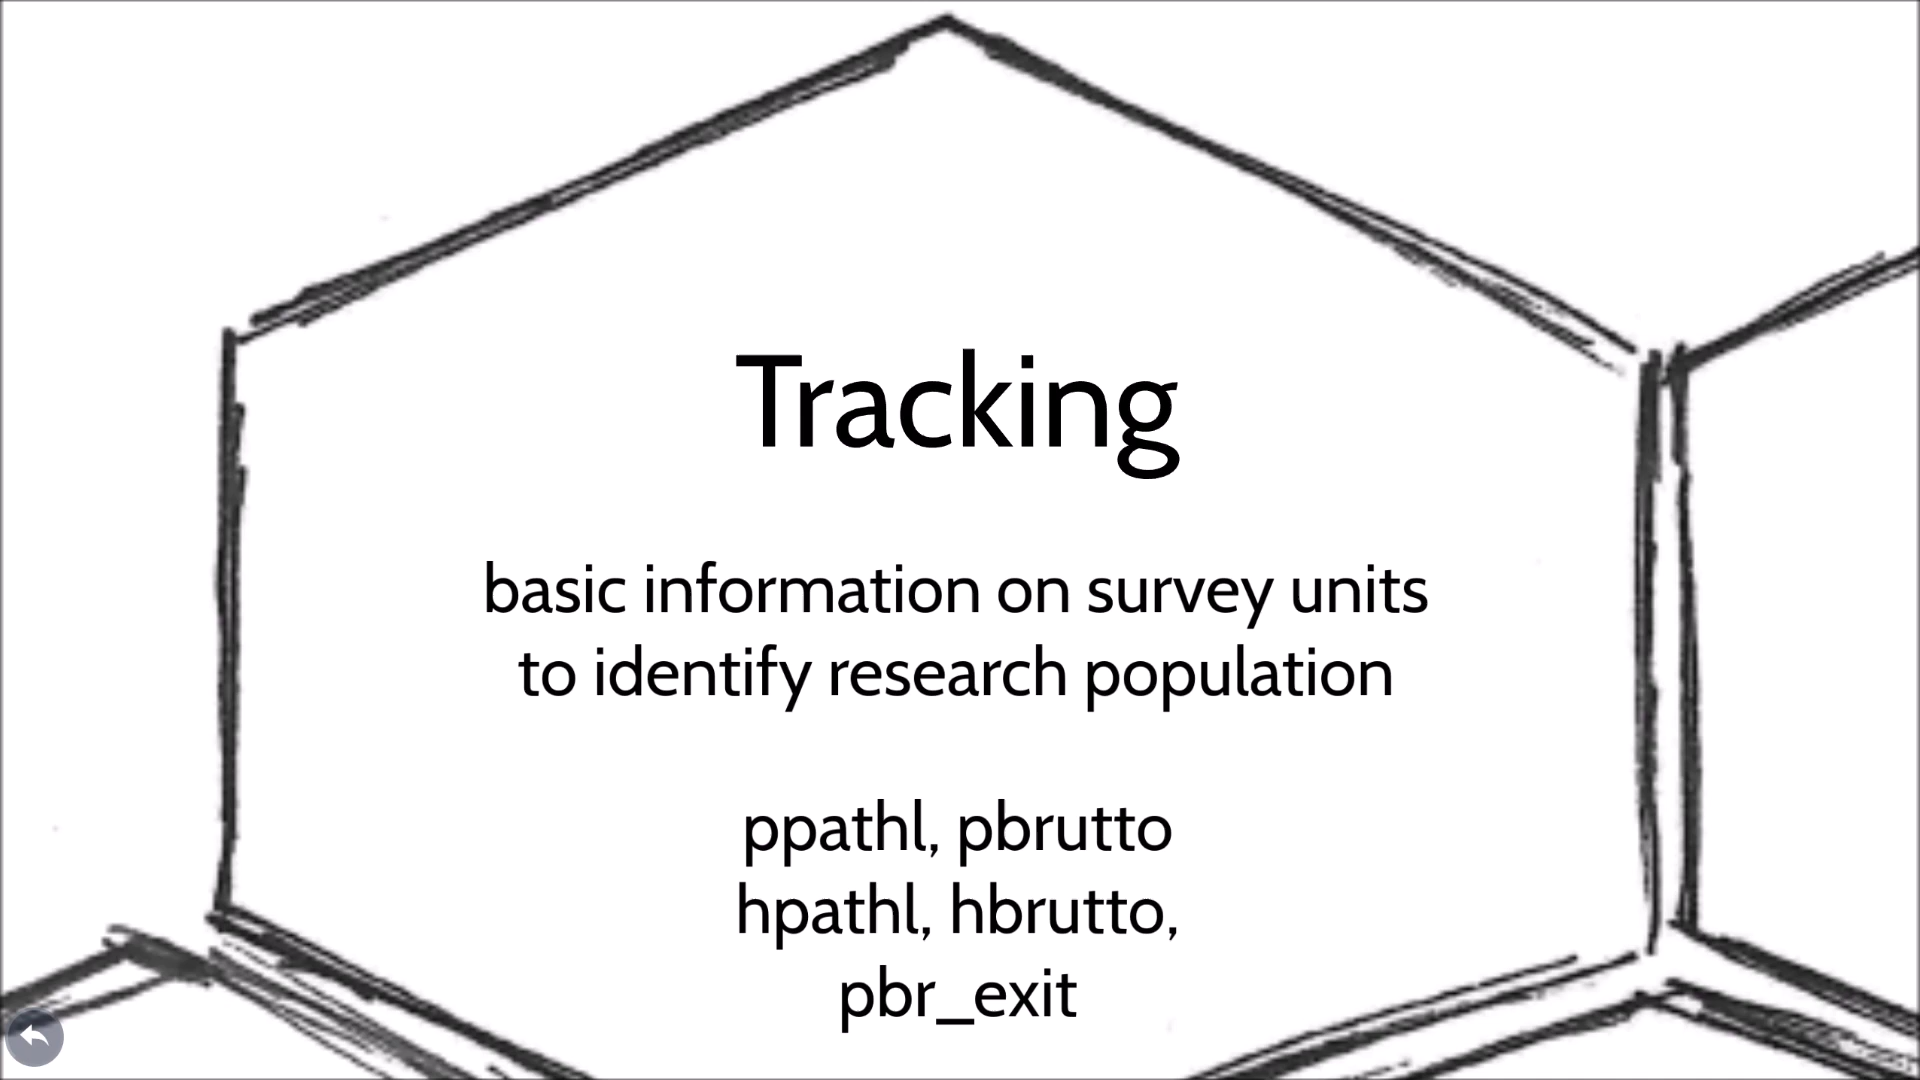 Tracking
basic information on survey units
to identify research population
ppathl, pbrutto
hpathl, hbrutto,
pbr_exit